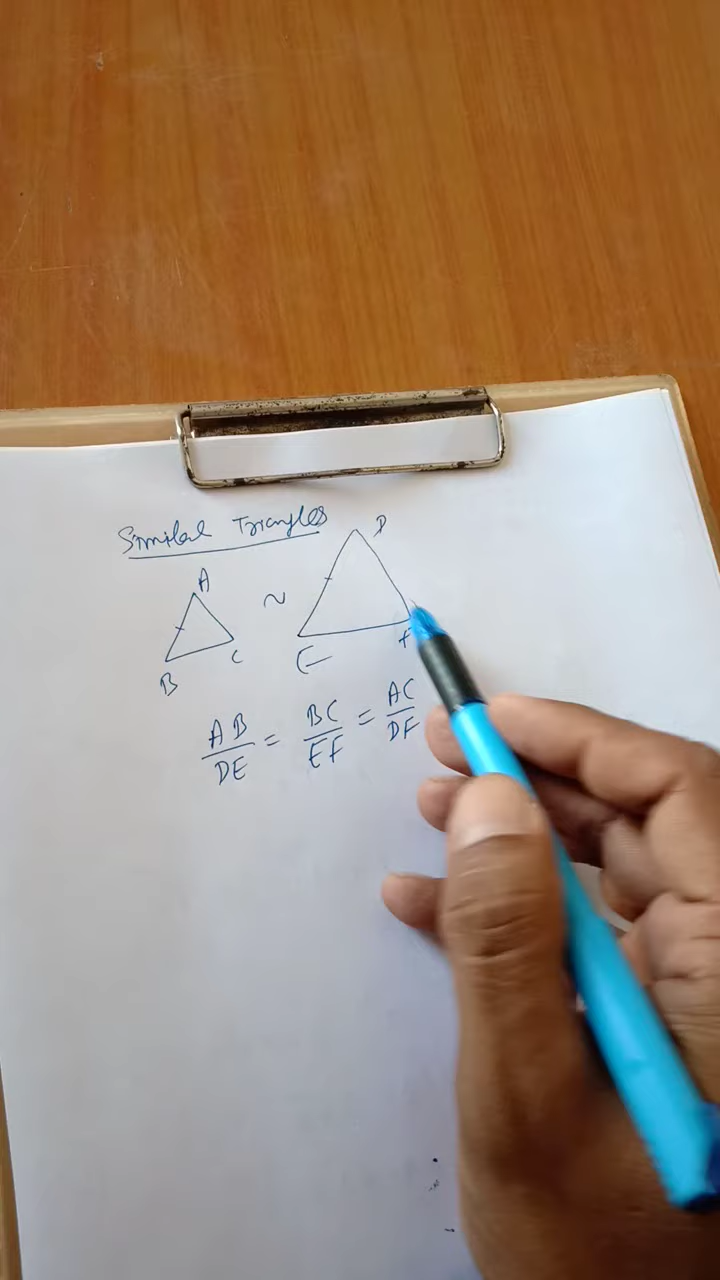 Similar Triangles
A
B
C
~
D
E
F
AB/DE = BC/EF = AC/DF